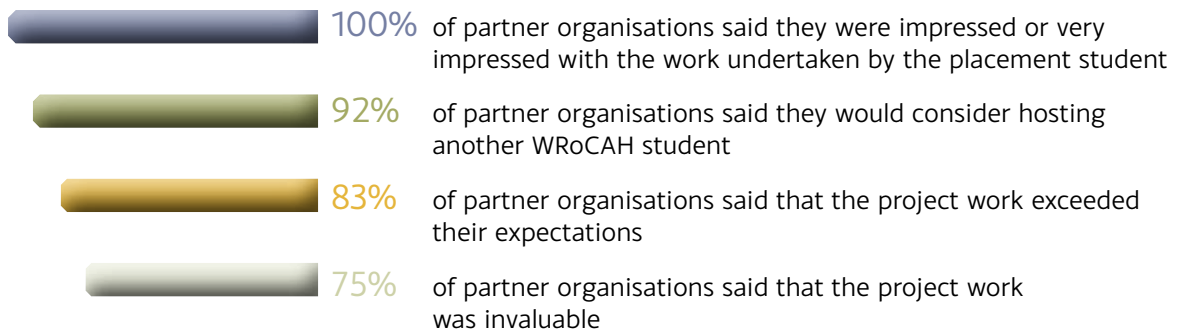 100% of partner organisations said they were impressed or very
impressed with the work undertaken by the placement student
92% of partner organisations said they would consider hosting
another WRoCAH student
83% of partner organisations said that the project work exceeded
their expectations
75% of partner organisations said that the project work
was invaluable